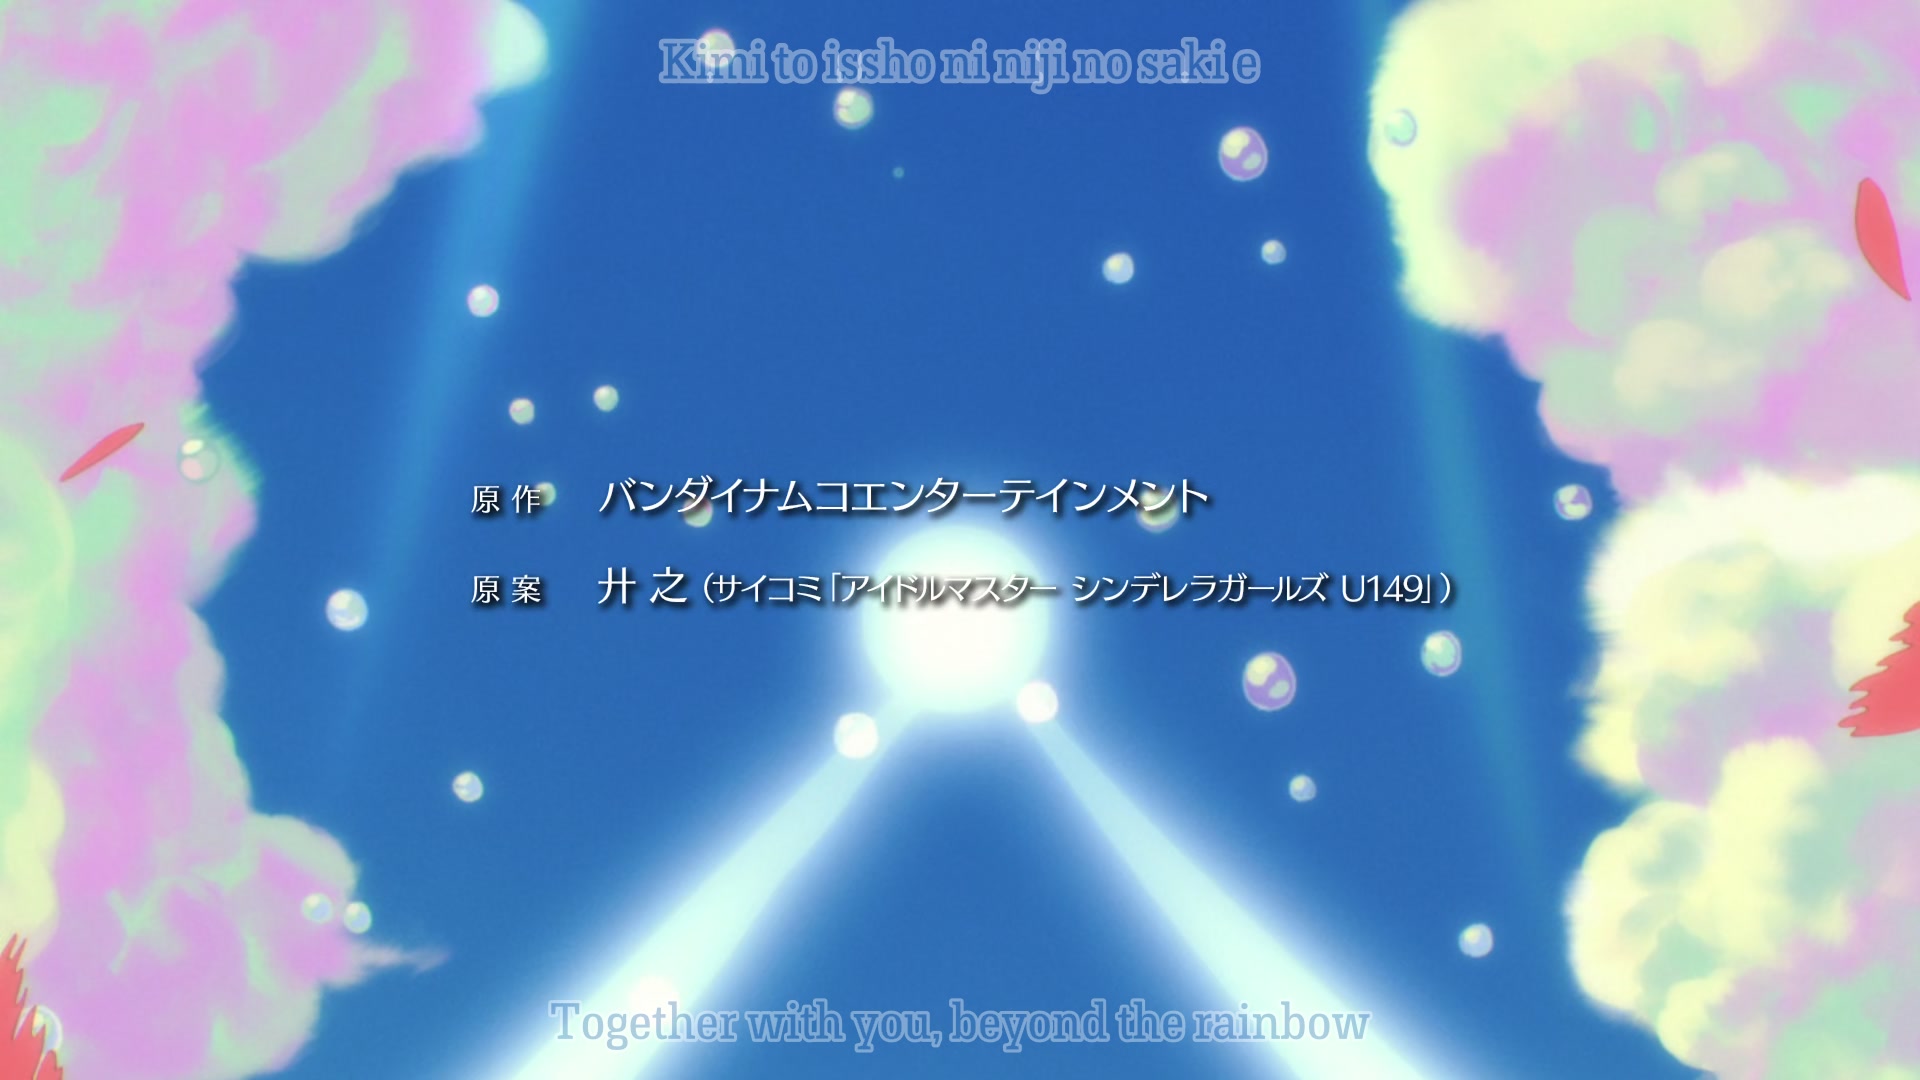 Kimi to issho ni niji no saki e
原作 バンダイナムコエンターテインメント
原案 廾之（サイコミ「アイドルマスター シンデレラガールズ U149」）
Together with you, beyond the rainbow